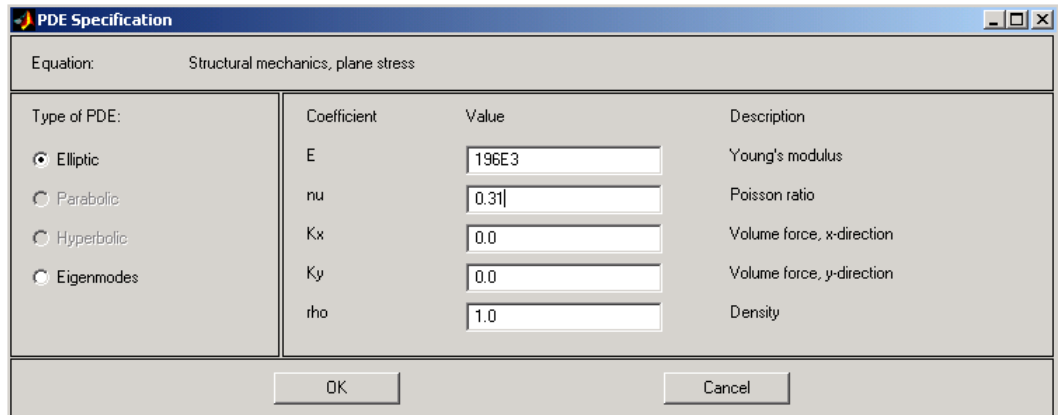 PDE Specification
Equation: Structural mechanics, plane stress
Type of PDE:
Elliptic
Parabolic
Hyperbolic
Eigenmodes
Coefficient Value Description
E 196E3 Young's modulus
nu 0.31 Poisson ratio
Kx 0.0 Volume force, x-direction
Ky 0.0 Volume force, y-direction
rho 1.0 Density
OK Cancel